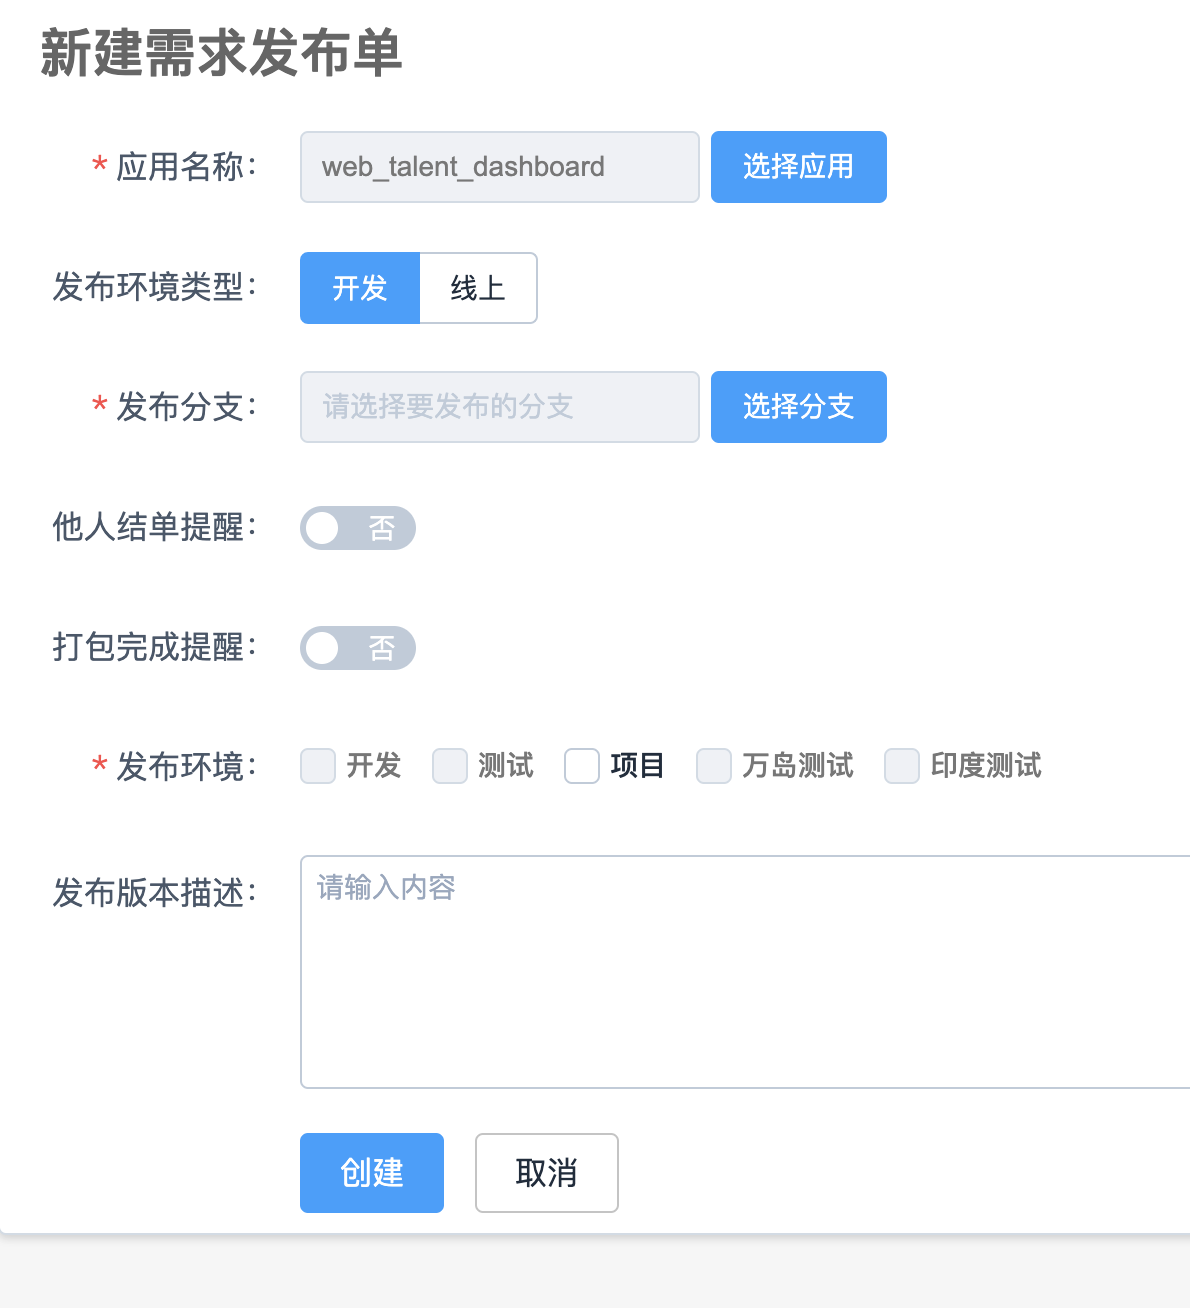 新建需求发布单
* 应用名称： web_talent_dashboard 选择应用
发布环境类型： 开发 线上
* 发布分支： 请选择要发布的分支 选择分支
他人结单提醒： 否
打包完成提醒： 否
* 发布环境： 开发 测试 项目 万岛测试 印度测试
发布版本描述： 请输入内容
创建 取消